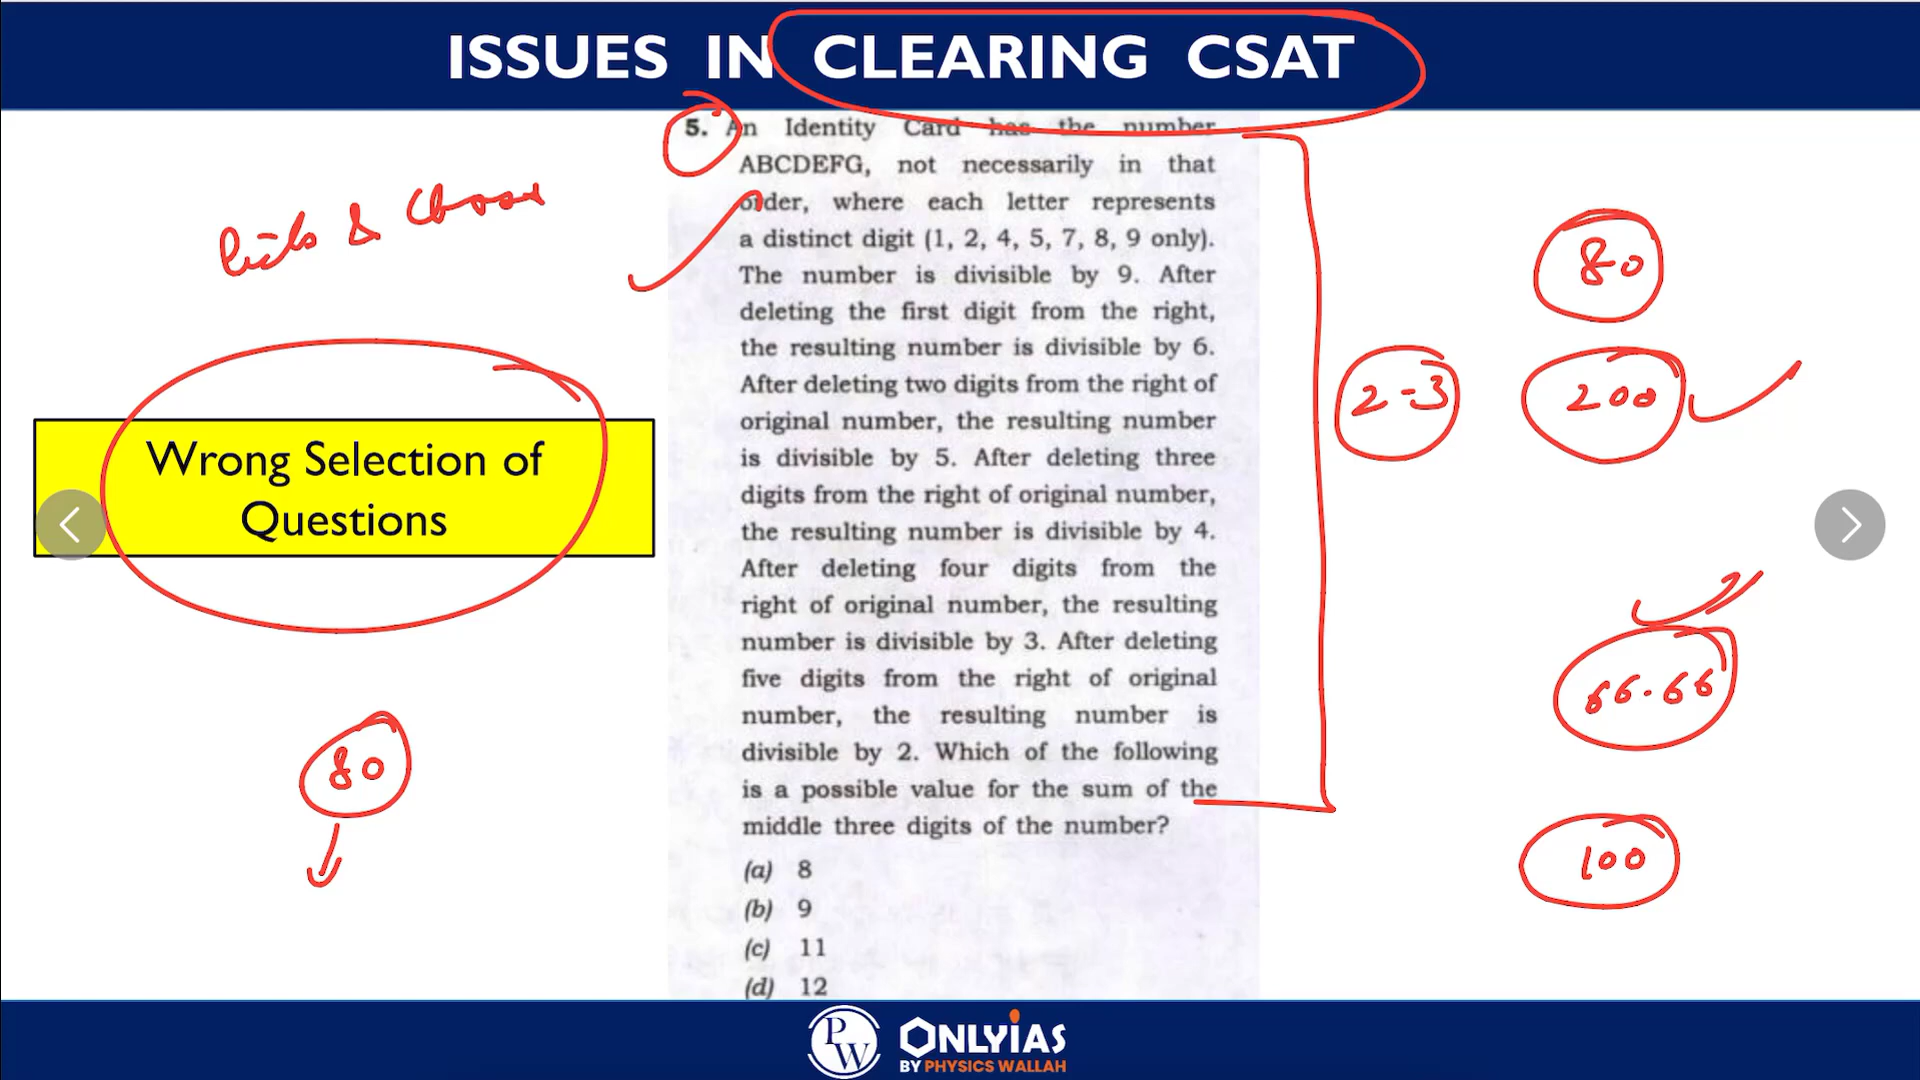 ISSUES IN CLEARING CSAT
5. An Identity Card has the number
ABCDEFG, not necessarily in that
order, where each letter represents
a distinct digit (1, 2, 4, 5, 7, 8, 9 only).
The number is divisible by 9. After
deleting the first digit from the right,
the resulting number is divisible by 6.
After deleting two digits from the right of
original number, the resulting number
is divisible by 5. After deleting three
digits from the right of original number,
the resulting number is divisible by 4.
After deleting four digits from the
right of original number, the resulting
number is divisible by 3. After deleting
five digits from the right of original
number, the resulting number is
divisible by 2. Which of the following
is a possible value for the sum of the
middle three digits of the number?
(a) 8
(b) 9
(c) 11
(d) 12
& Choose
Wrong Selection of
Questions
80
80
2-3 200
66.66
100
PW ONLYIAS
BY PHYSICS WALLAH